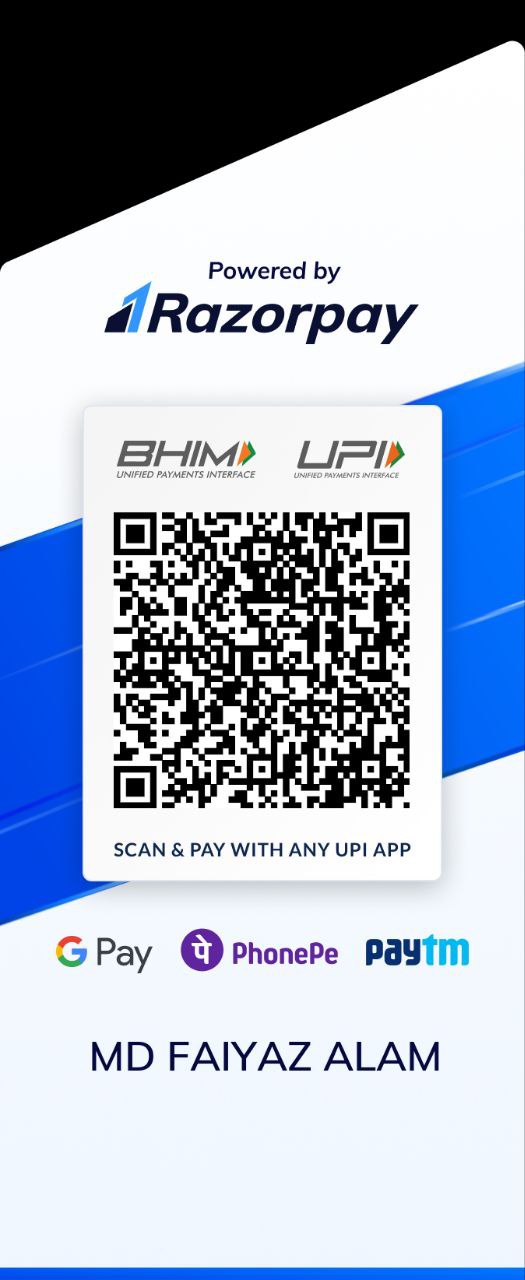 Powered by
Razorpay
BHIM UPI
UNIFIED PAYMENTS INTERFACE UNIFIED PAYMENTS INTERFACE
SCAN & PAY WITH ANY UPI APP
G Pay पे PhonePe paytm
MD FAIYAZ ALAM